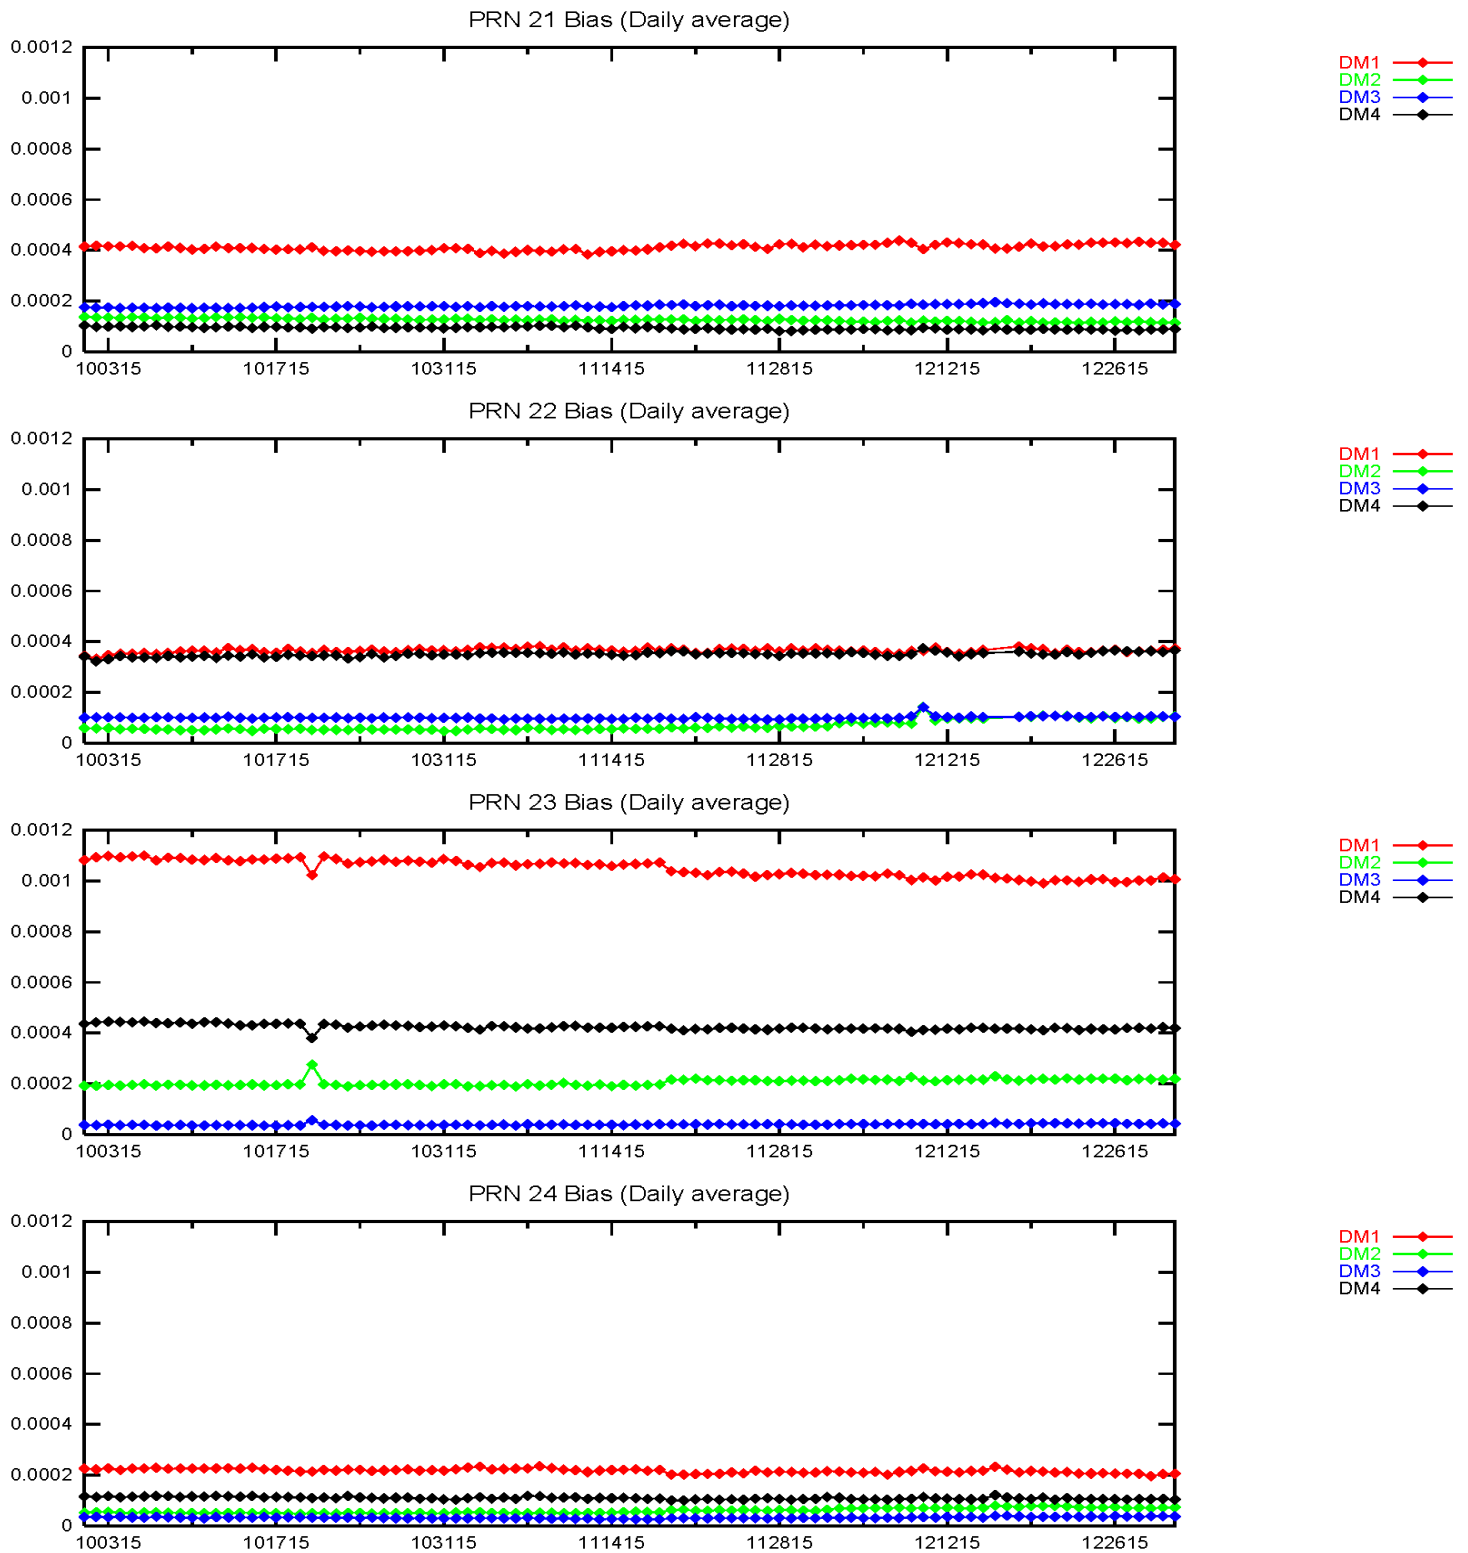 PRN 21 Bias (Daily average)
0.0012
0.001
0.0008
0.0006
0.0004
0.0002
0
100315 101715 103115 111415 112815 121215 122615
DM1
DM2
DM3
DM4
PRN 22 Bias (Daily average)
0.0012
0.001
0.0008
0.0006
0.0004
0.0002
0
100315 101715 103115 111415 112815 121215 122615
DM1
DM2
DM3
DM4
PRN 23 Bias (Daily average)
0.0012
0.001
0.0008
0.0006
0.0004
0.0002
0
100315 101715 103115 111415 112815 121215 122615
DM1
DM2
DM3
DM4
PRN 24 Bias (Daily average)
0.0012
0.001
0.0008
0.0006
0.0004
0.0002
0
100315 101715 103115 111415 112815 121215 122615
DM1
DM2
DM3
DM4